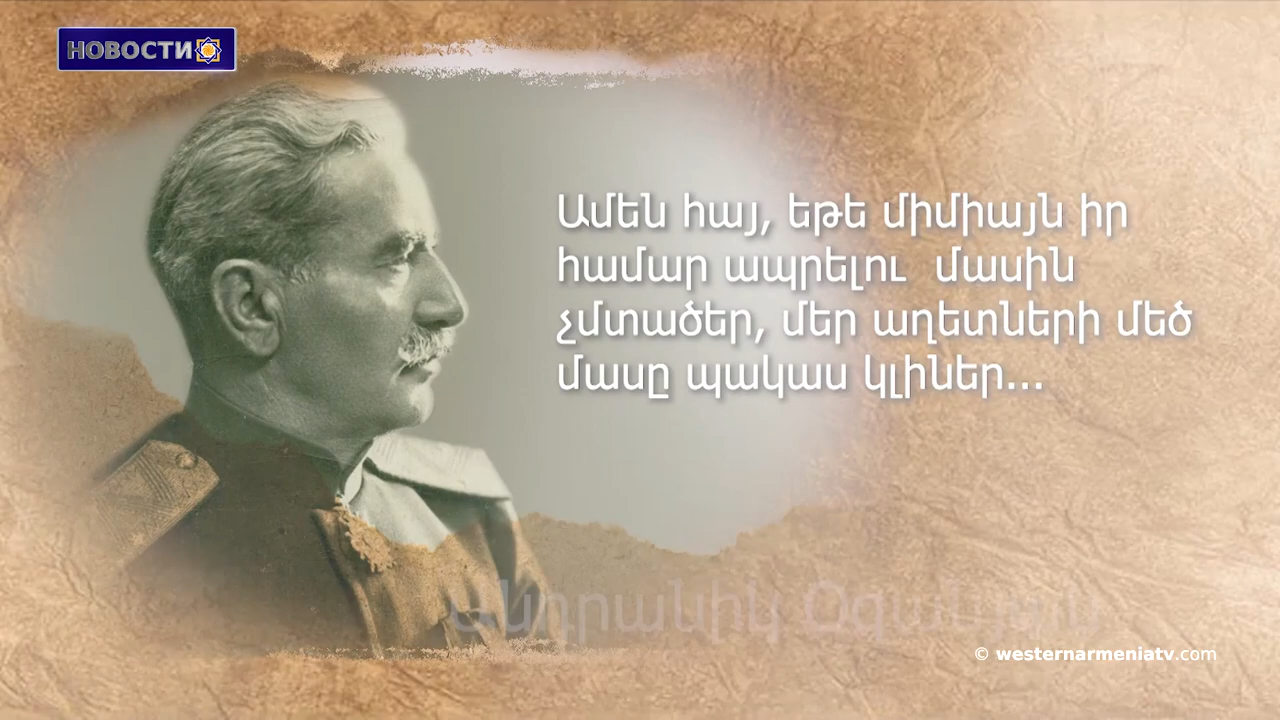 НОВОСТИ
Ամեն հայ, եթե միմիայն իր
համար ապրելու մասին
չմտածեր, մեր աղետների մեծ
մասը պակաս կլիներ...
Անդրանիկ Օզանյան
© westernarmeniatv.com